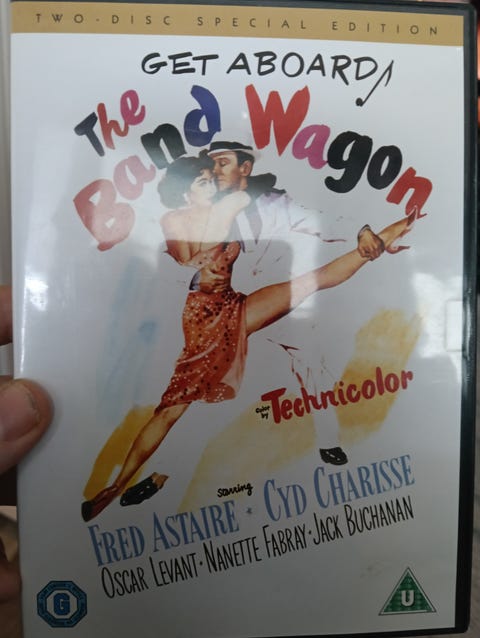 TWO-DISC SPECIAL EDITION
GET ABOARD
The
Band Wagon
Color by Technicolor
starring
FRED ASTAIRE • CYD CHARISSE
OSCAR LEVANT • NANETTE FABRAY • JACK BUCHANAN
G
U